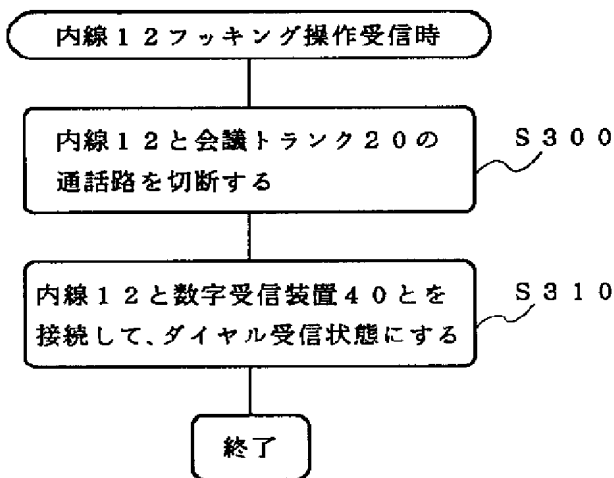 内線１２フッキング操作受信時
内線１２と会議トランク２０の
通話路を切断する
Ｓ３００
内線１２と数字受信装置４０とを
接続して、ダイヤル受信状態にする
Ｓ３１０
終了